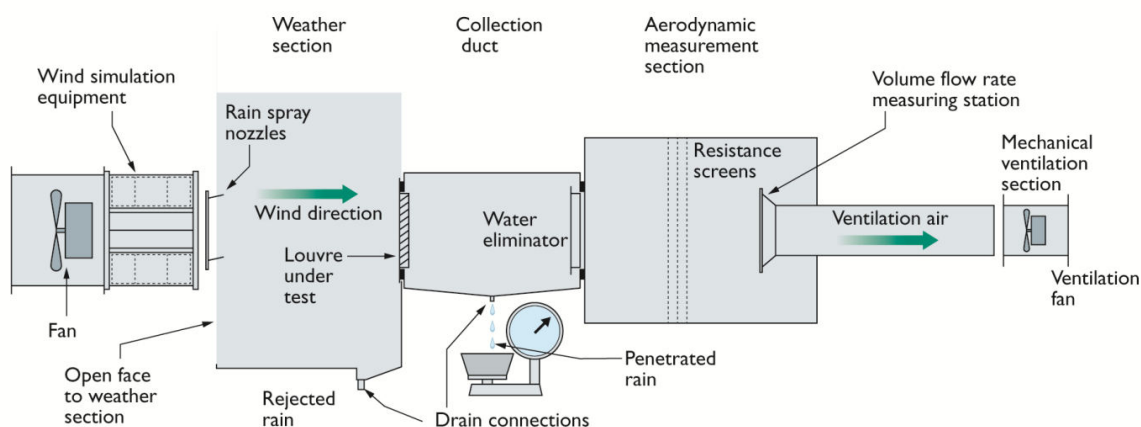 Weather
section
Collection
duct
Aerodynamic
measurement
section
Wind simulation
equipment
Rain spray
nozzles
Volume flow rate
measuring station
Mechanical
ventilation
section
Resistance
screens
Wind direction
Water
eliminator
Ventilation air
Louvre
under
test
Fan
Ventilation
fan
Open face
to weather
section
Rejected
rain
Drain connections
Penetrated
rain